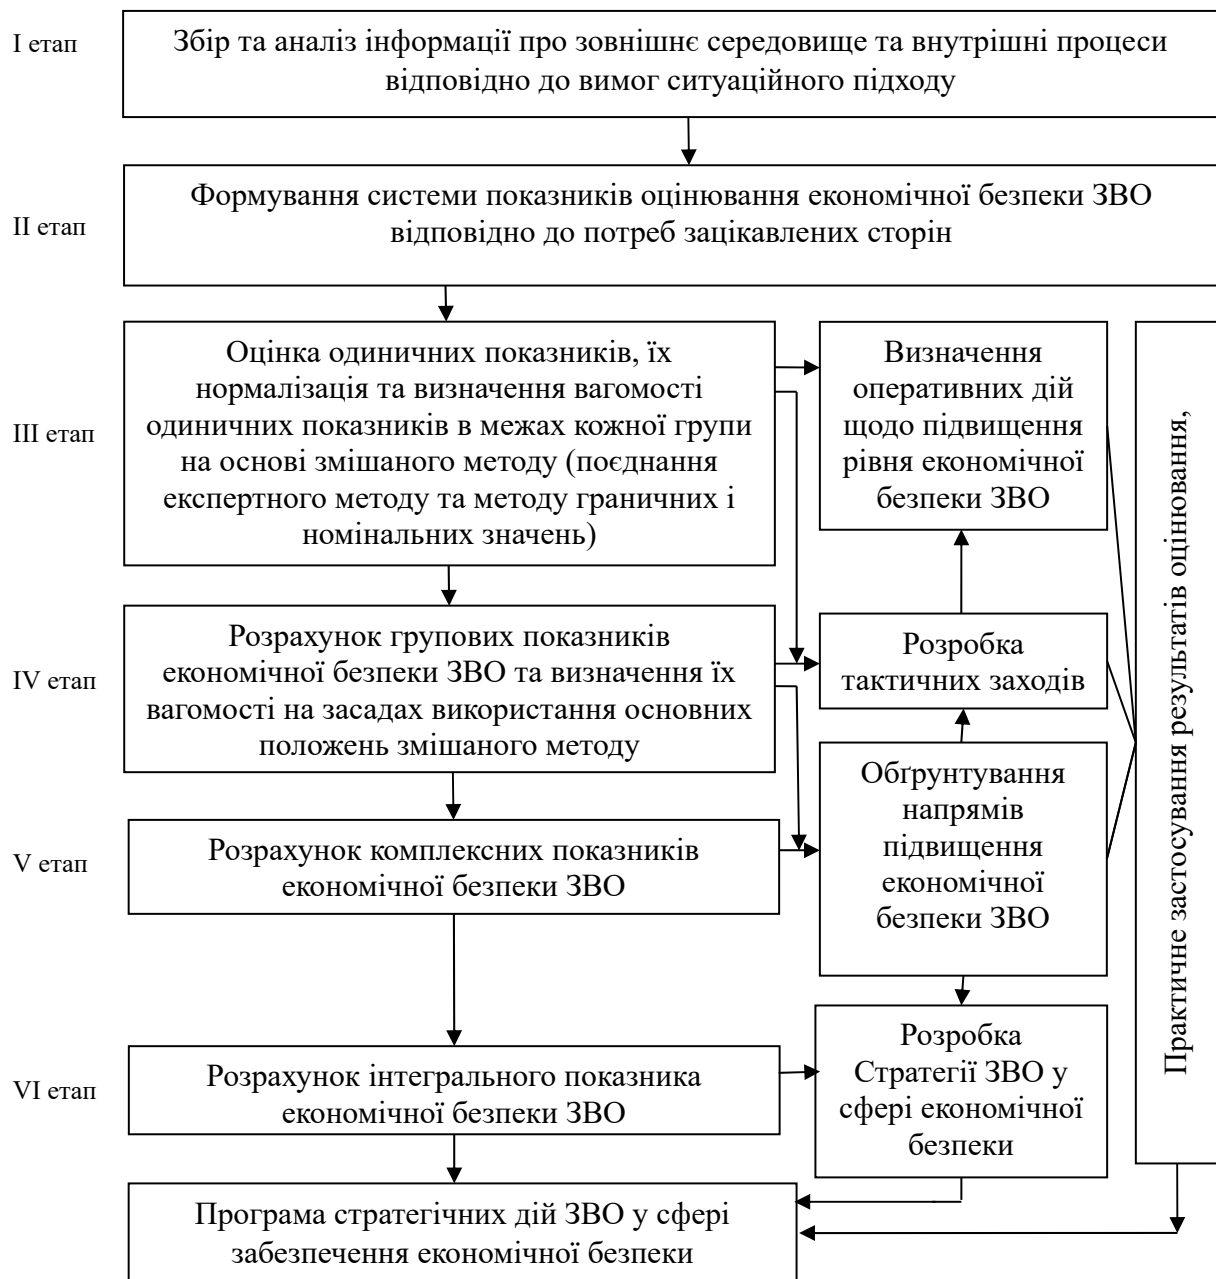 І етап
Збір та аналіз інформації про зовнішнє середовище та внутрішні процеси
відповідно до вимог ситуаційного підходу
ІІ етап
Формування системи показників оцінювання економічної безпеки ЗВО
відповідно до потреб зацікавлених сторін
ІІІ етап
Оцінка одиничних показників, їх
нормалізація та визначення вагомості
одиничних показників в межах кожної групи
на основі змішаного методу (поєднання
експертного методу та методу граничних і
номінальних значень)
Визначення
оперативних дій
щодо підвищення
рівня економічної
безпеки ЗВО
Практичне застосування результатів оцінювання,
IV етап
Розрахунок групових показників
економічної безпеки ЗВО та визначення їх
вагомості на засадах використання основних
положень змішаного методу
Розробка
тактичних заходів
V етап
Розрахунок комплексних показників
економічної безпеки ЗВО
Обґрунтування
напрямів
підвищення
економічної
безпеки ЗВО
VI етап
Розрахунок інтегрального показника
економічної безпеки ЗВО
Розробка
Стратегії ЗВО у
сфері економічної
безпеки
Програма стратегічних дій ЗВО у сфері
забезпечення економічної безпеки